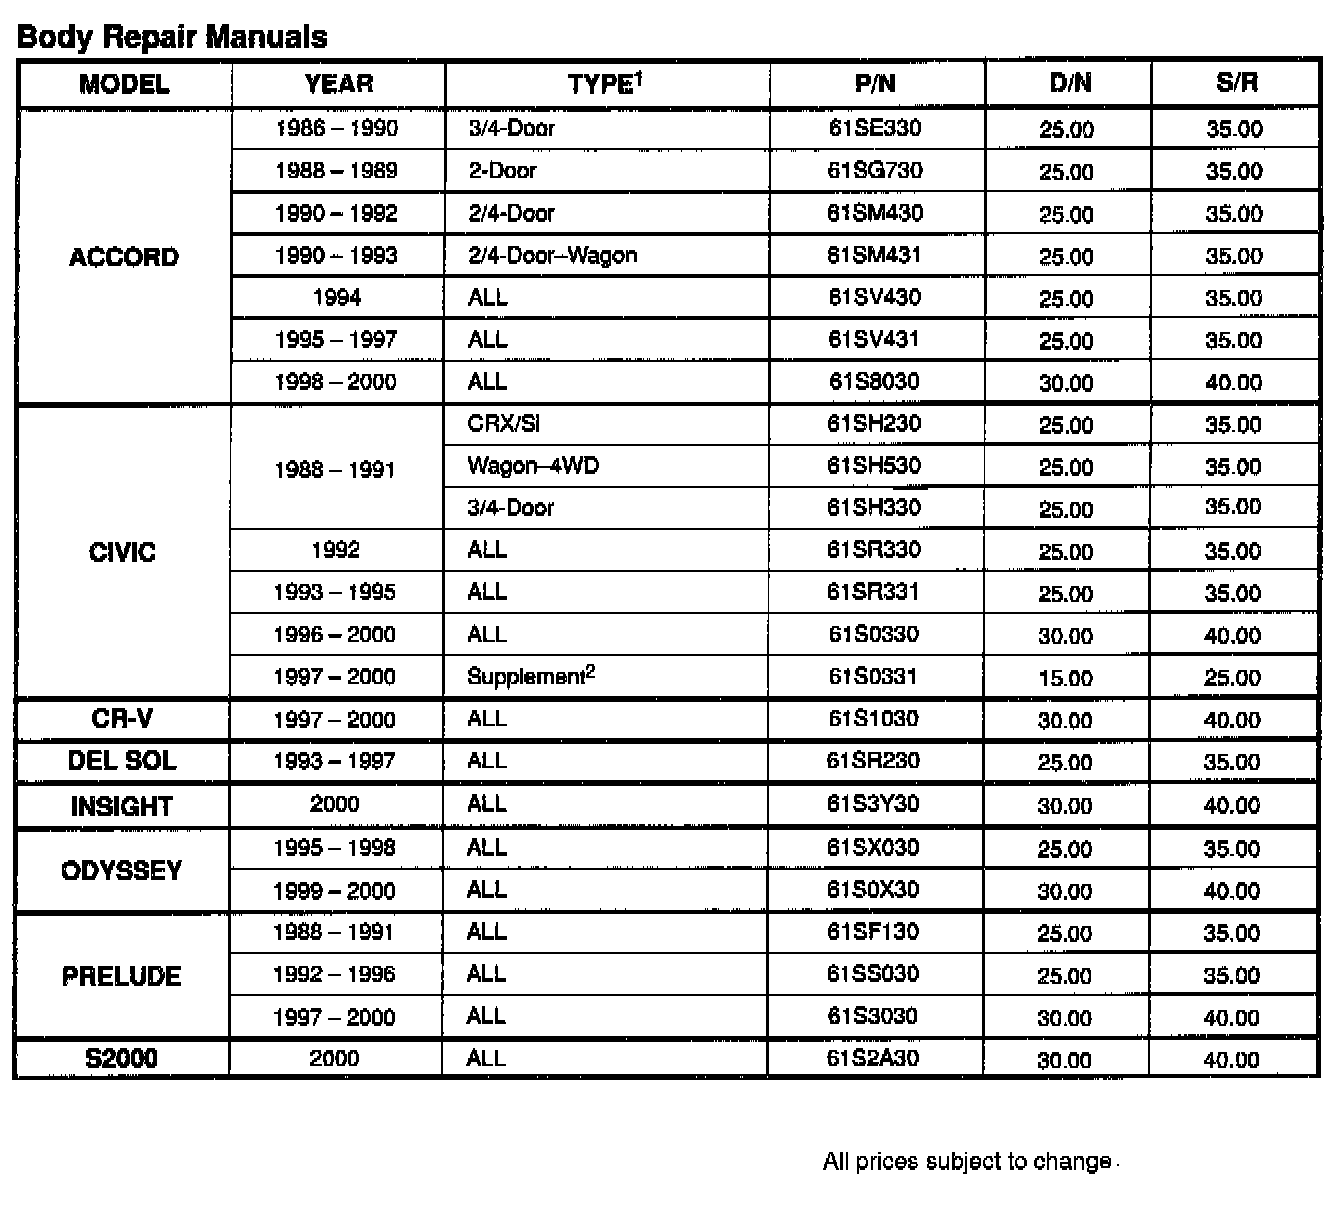 Body Repair Manuals
MODEL YEAR TYPE1 P/N D/N S/R
ACCORD 1986 – 1990 3/4-Door 61SE330 25.00 35.00
1988 – 1989 2-Door 61SG730 25.00 35.00
1990 – 1992 2/4-Door 61SM430 25.00 35.00
1990 – 1993 2/4-Door–Wagon 61SM431 25.00 35.00
1994 ALL 61SV430 25.00 35.00
1995 – 1997 ALL 61SV431 25.00 35.00
1998 – 2000 ALL 61S8030 30.00 40.00
CIVIC 1988 – 1991 CRX/SI 61SH230 25.00 35.00
Wagon–4WD 61SH530 25.00 35.00
3/4-Door 61SH330 25.00 35.00
1992 ALL 61SR330 25.00 35.00
1993 – 1995 ALL 61SR331 25.00 35.00
1996 – 2000 ALL 61S0330 30.00 40.00
1997 – 2000 Supplement2 61S0331 15.00 25.00
CR-V 1997 – 2000 ALL 61S1030 30.00 40.00
DEL SOL 1993 – 1997 ALL 61SR230 25.00 35.00
INSIGHT 2000 ALL 61S3Y30 30.00 40.00
ODYSSEY 1995 – 1998 ALL 61SX030 25.00 35.00
1999 – 2000 ALL 61S0X30 30.00 40.00
PRELUDE 1988 – 1991 ALL 61SF130 25.00 35.00
1992 – 1996 ALL 61SS030 25.00 35.00
1997 – 2000 ALL 61S3030 30.00 40.00
S2000 2000 ALL 61S2A30 30.00 40.00
All prices subject to change.